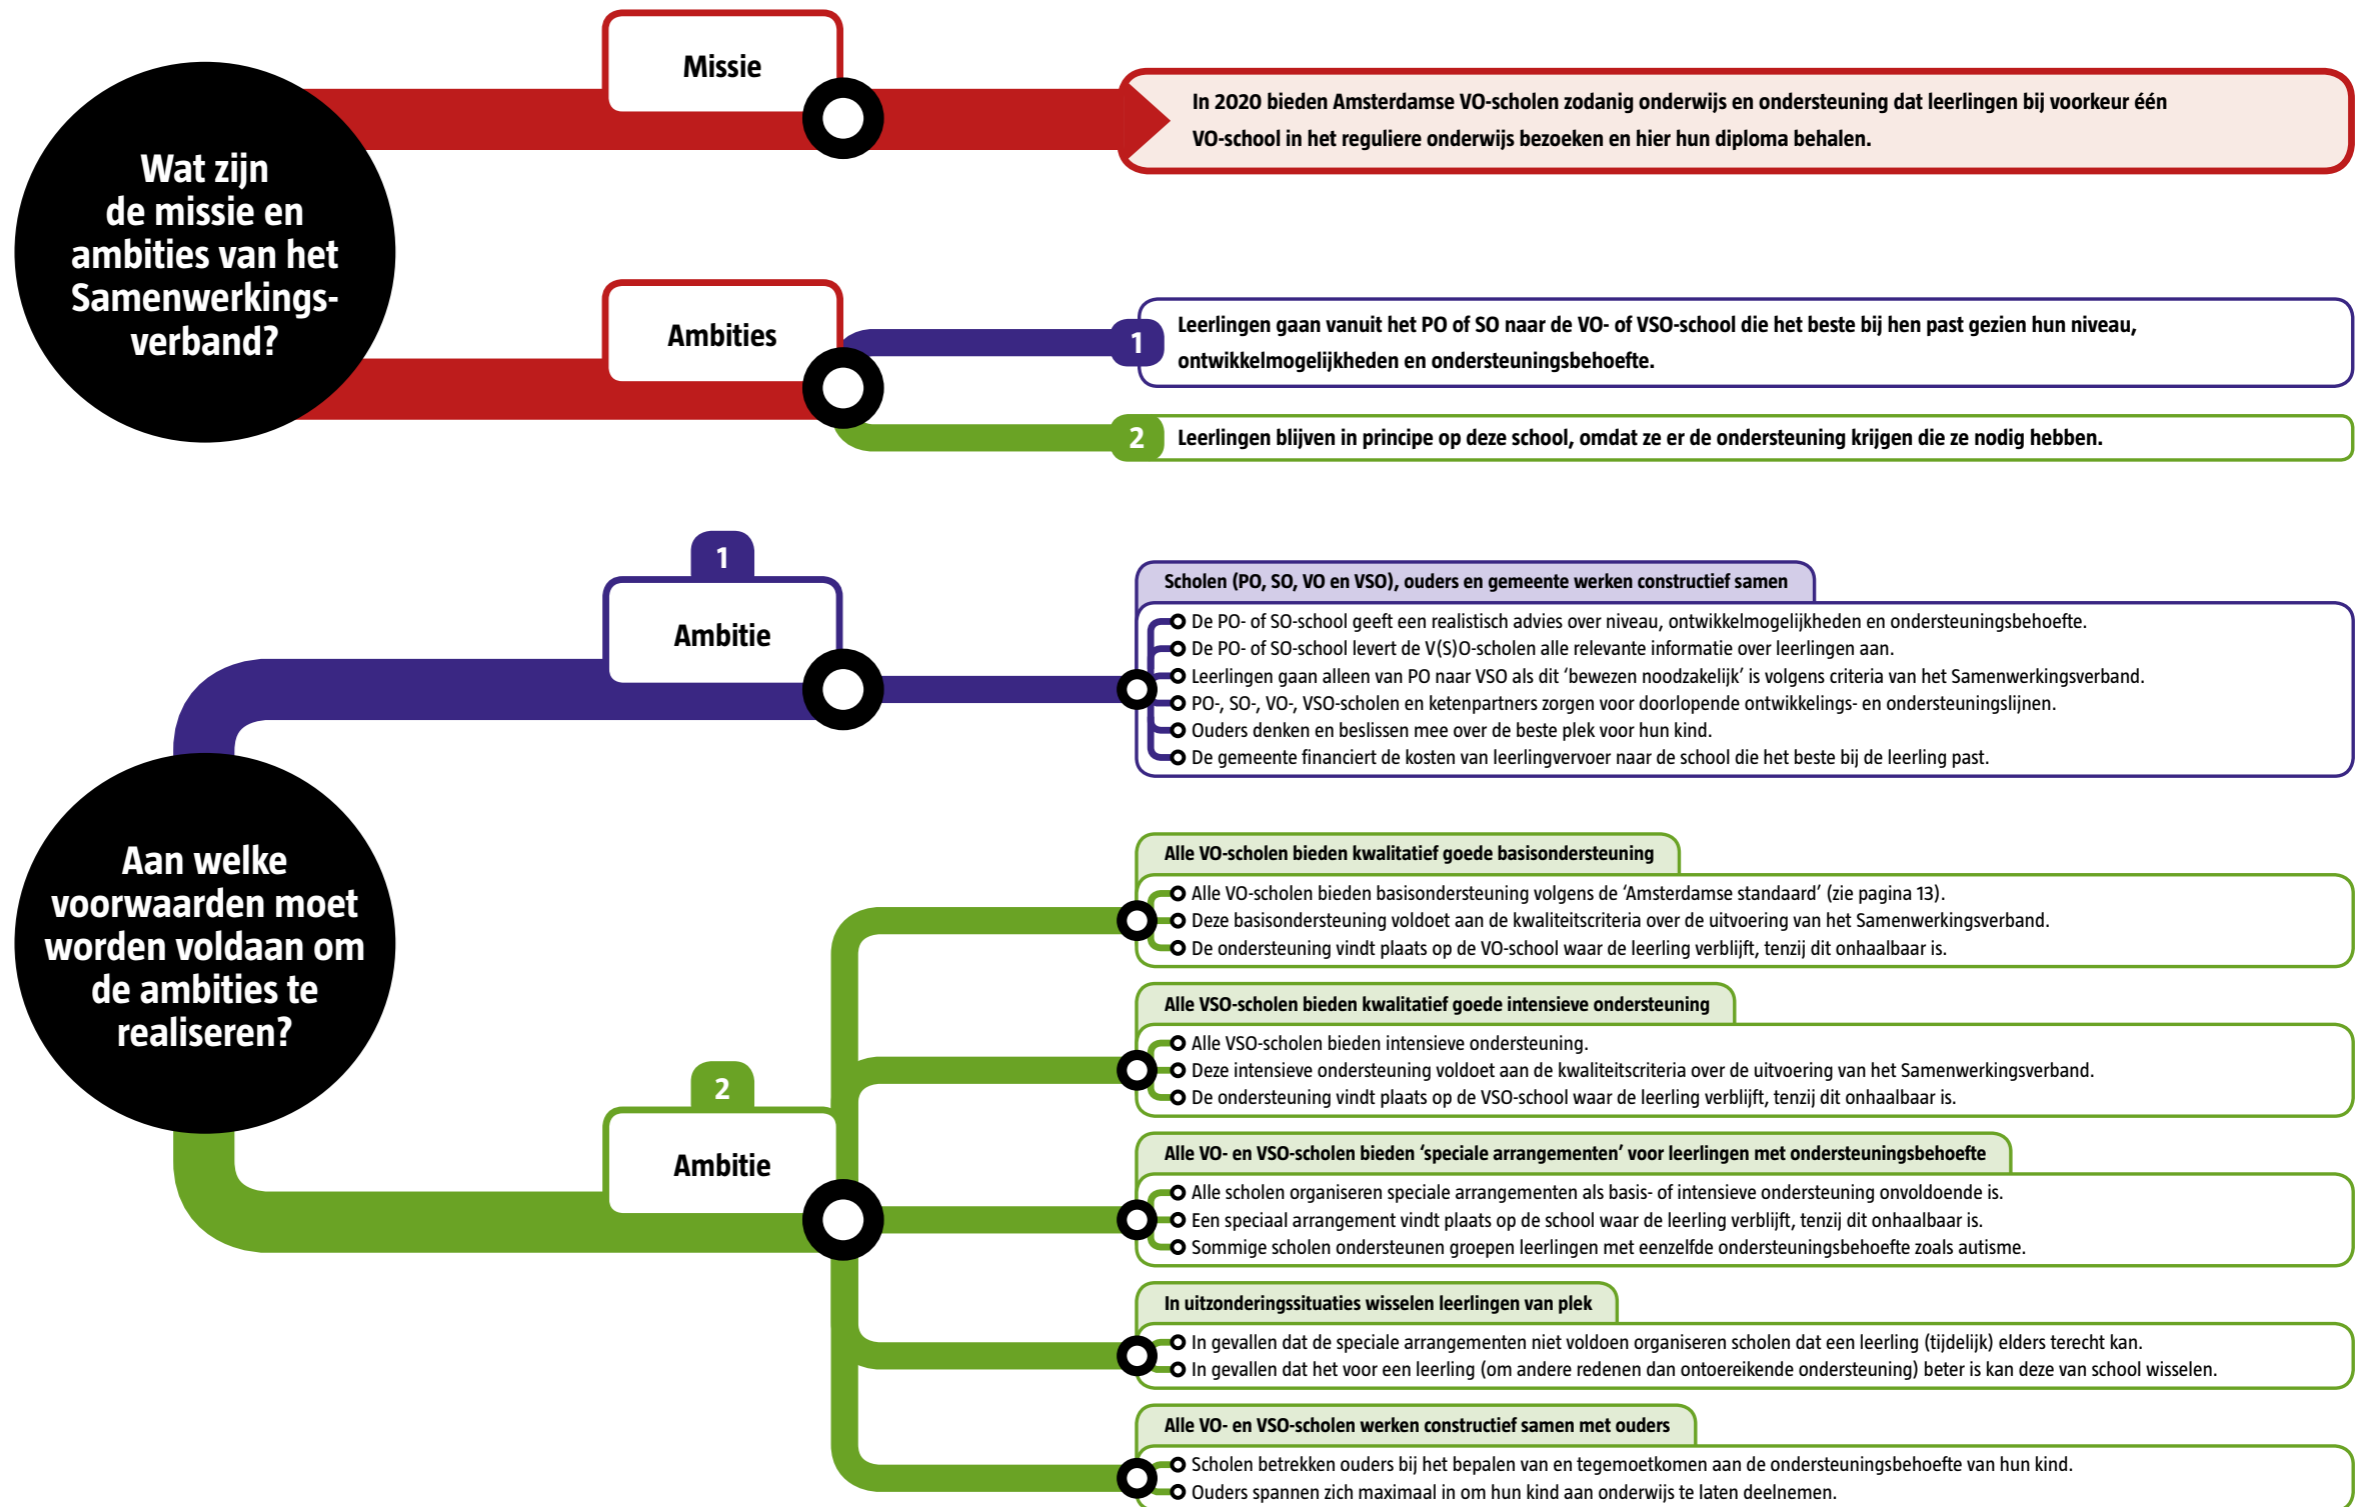 Wat zijn
de missie en
ambities van het
Samenwerkings-
verband?
Missie
In 2020 bieden Amsterdamse VO-scholen zodanig onderwijs en ondersteuning dat leerlingen bij voorkeur één
VO-school in het reguliere onderwijs bezoeken en hier hun diploma behalen.
Ambities
1
Leerlingen gaan vanuit het PO of SO naar de VO- of VSO-school die het beste bij hen past gezien hun niveau,
ontwikkelmogelijkheden en ondersteuningsbehoefte.
2
Leerlingen blijven in principe op deze school, omdat ze er de ondersteuning krijgen die ze nodig hebben.
Aan welke
voorwaarden moet
worden voldaan om
de ambities te
realiseren?
1
Ambitie
Scholen (PO, SO, VO en VSO), ouders en gemeente werken constructief samen
De PO- of SO-school geeft een realistisch advies over niveau, ontwikkelmogelijkheden en ondersteuningsbehoefte.
De PO- of SO-school levert de V(S)O-scholen alle relevante informatie over leerlingen aan.
Leerlingen gaan alleen van PO naar VSO als dit ‘bewezen noodzakelijk’ is volgens criteria van het Samenwerkingsverband.
PO-, SO-, VO-, VSO-scholen en ketenpartners zorgen voor doorlopende ontwikkelings- en ondersteuningslijnen.
Ouders denken en beslissen mee over de beste plek voor hun kind.
De gemeente financiert de kosten van leerlingvervoer naar de school die het beste bij de leerling past.
2
Ambitie
Alle VO-scholen bieden kwalitatief goede basisondersteuning
Alle VO-scholen bieden basisondersteuning volgens de ‘Amsterdamse standaard’ (zie pagina 13).
Deze basisondersteuning voldoet aan de kwaliteitscriteria over de uitvoering van het Samenwerkingsverband.
De ondersteuning vindt plaats op de VO-school waar de leerling verblijft, tenzij dit onhaalbaar is.
Alle VSO-scholen bieden kwalitatief goede intensieve ondersteuning
Alle VSO-scholen bieden intensieve ondersteuning.
Deze intensieve ondersteuning voldoet aan de kwaliteitscriteria over de uitvoering van het Samenwerkingsverband.
De ondersteuning vindt plaats op de VSO-school waar de leerling verblijft, tenzij dit onhaalbaar is.
Alle VO- en VSO-scholen bieden ‘speciale arrangementen’ voor leerlingen met ondersteuningsbehoefte
Alle scholen organiseren speciale arrangementen als basis- of intensieve ondersteuning onvoldoende is.
Een speciaal arrangement vindt plaats op de school waar de leerling verblijft, tenzij dit onhaalbaar is.
Sommige scholen ondersteunen groepen leerlingen met eenzelfde ondersteuningsbehoefte zoals autisme.
In uitzonderingssituaties wisselen leerlingen van plek
In gevallen dat de speciale arrangementen niet voldoen organiseren scholen dat een leerling (tijdelijk) elders terecht kan.
In gevallen dat het voor een leerling (om andere redenen dan ontoereikende ondersteuning) beter is kan deze van school wisselen.
Alle VO- en VSO-scholen werken constructief samen met ouders
Scholen betrekken ouders bij het bepalen van en tegemoetkomen aan de ondersteuningsbehoefte van hun kind.
Ouders spannen zich maximaal in om hun kind aan onderwijs te laten deelnemen.